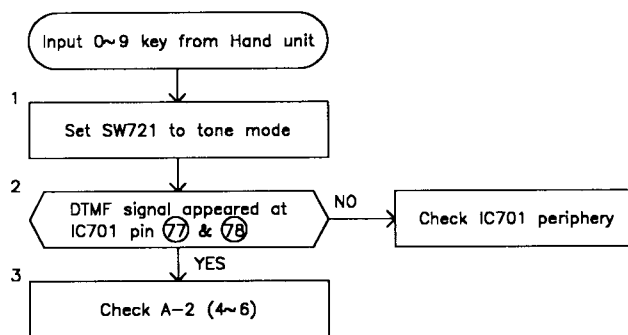 Input 0~9 key from Hand unit
1
Set SW721 to tone mode
2
DTMF signal appeared at
IC701 pin 77 & 78
NO
Check IC701 periphery
YES
3
Check A-2 (4~6)